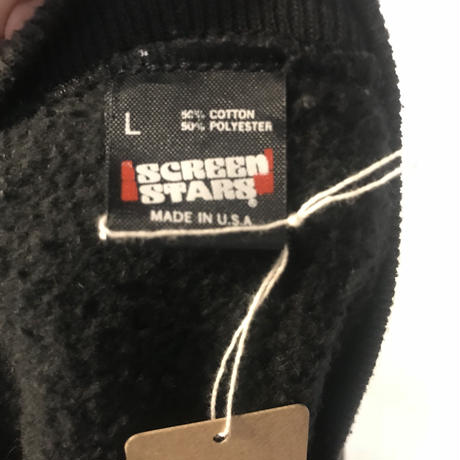 L
50% COTTON
50% POLYESTER
SCREEN
STARS®
MADE IN U.S.A